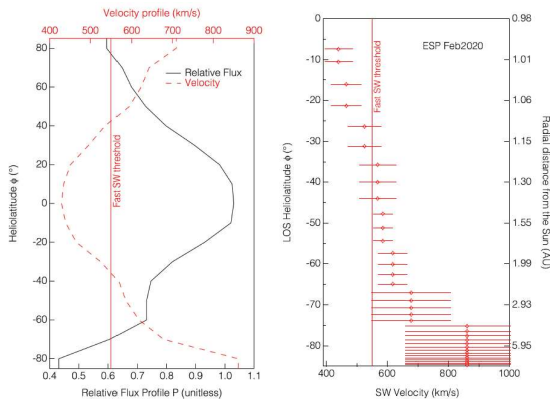 Velocity profile (km/s)
400 500 600 700 800 900
80
60
40
20
0
-20
-40
-60
-80
Heliolatitude ϕ (°)
Relative Flux
Velocity
Fast SW threshold
0.4 0.5 0.6 0.7 0.8 0.9 1.0 1.1
Relative Flux Profile P (unitless)
0
-10
-20
-30
-40
-50
-60
-70
-80
LOS Heliolatitude ϕ (°)
ESP Feb2020
Fast SW threshold
0.98
1.01
1.06
1.15
1.30
1.55
1.99
2.93
5.95
Radial distance from the Sun (AU)
400 600 800 1000
SW Velocity (km/s)